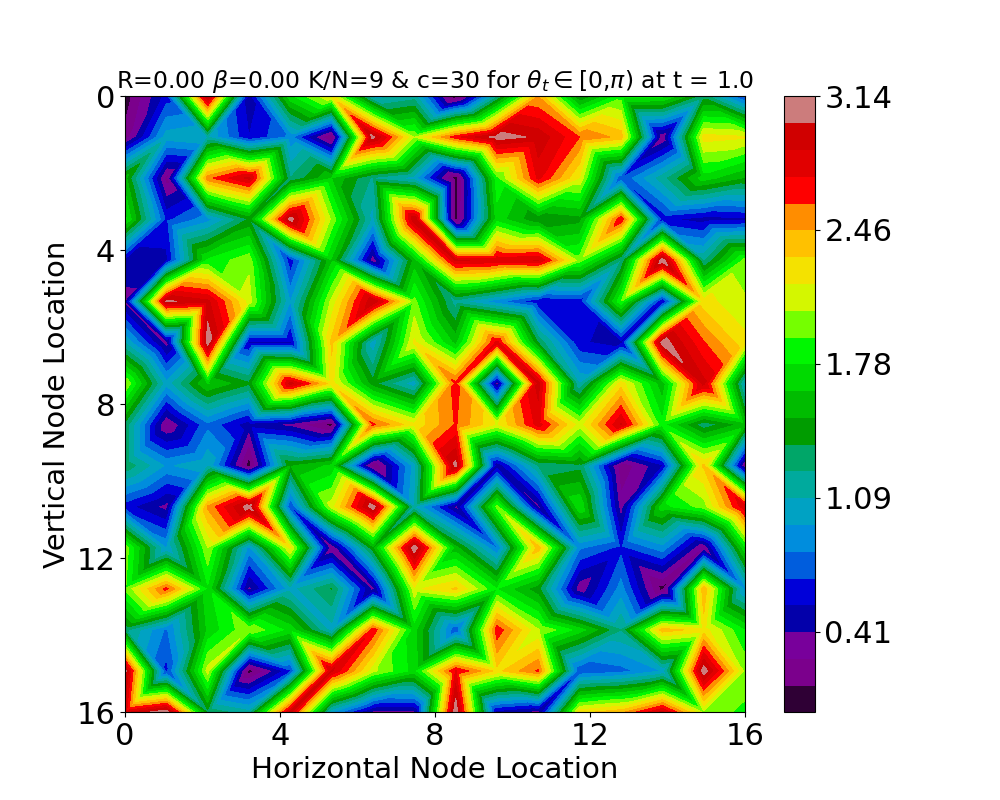 R=0.00 β=0.00 K/N=9 & c=30 for θ_t ∈ [0,π) at t = 1.0
0
4
8
12
16
Vertical Node Location
0 4 8 12 16
Horizontal Node Location
3.14
2.46
1.78
1.09
0.41